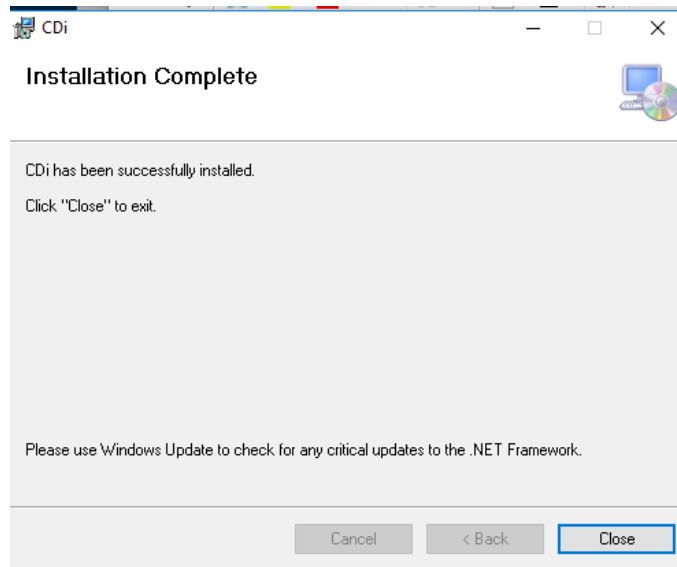 CDi
Installation Complete
CDi has been successfully installed.
Click "Close" to exit.
Please use Windows Update to check for any critical updates to the .NET Framework.
Cancel
< Back
Close